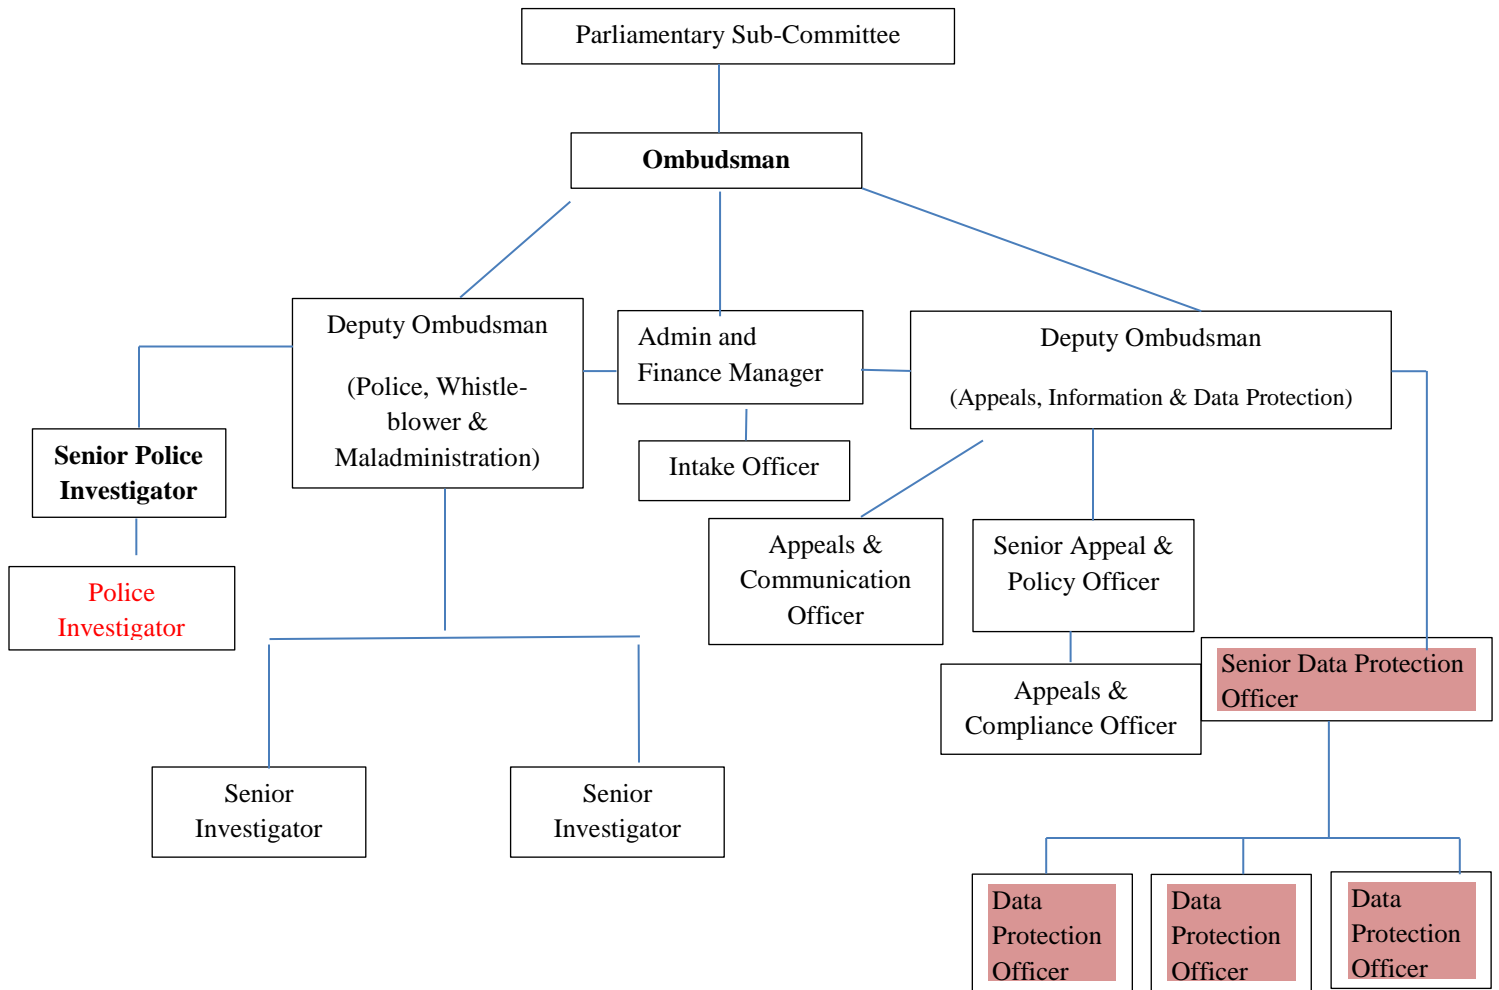 Parliamentary Sub-Committee
Ombudsman
Deputy Ombudsman
(Police, Whistle-
blower &
Maladministration)
Admin and
Finance Manager
Deputy Ombudsman
(Appeals, Information & Data Protection)
Senior Police
Investigator
Intake Officer
Police
Investigator
Appeals &
Communication
Officer
Senior Appeal &
Policy Officer
Appeals &
Compliance Officer
Senior Data Protection
Officer
Senior
Investigator
Senior
Investigator
Data
Protection
Officer
Data
Protection
Officer
Data
Protection
Officer